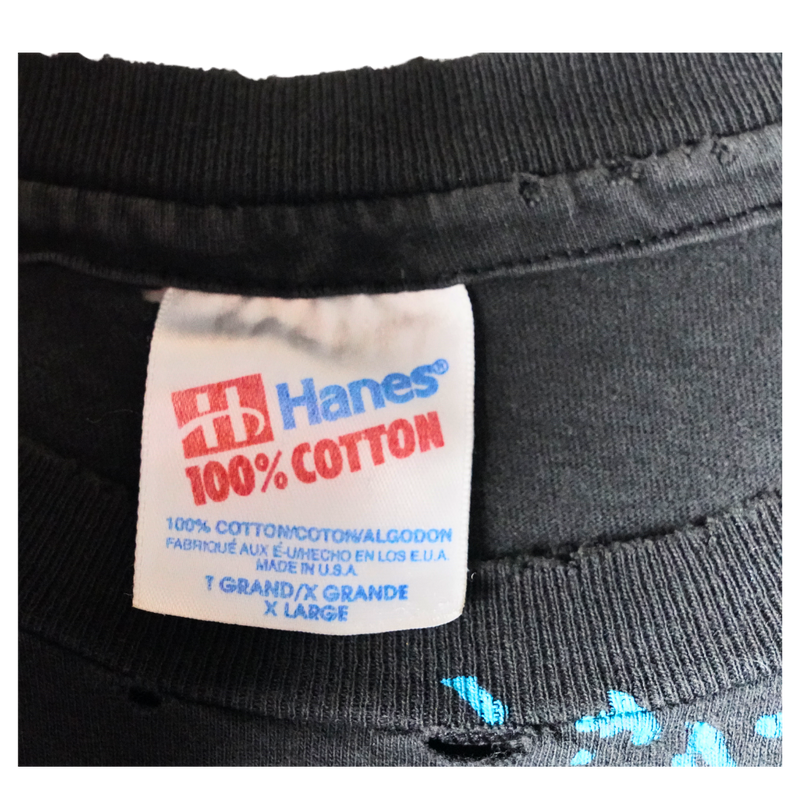 Hanes®
100% COTTON
100% COTTON/COTON/ALGODON
FABRIQUÉ AUX É-U/HECHO EN LOS E.U.A.
MADE IN U.S.A.
T GRAND/X GRANDE
X LARGE